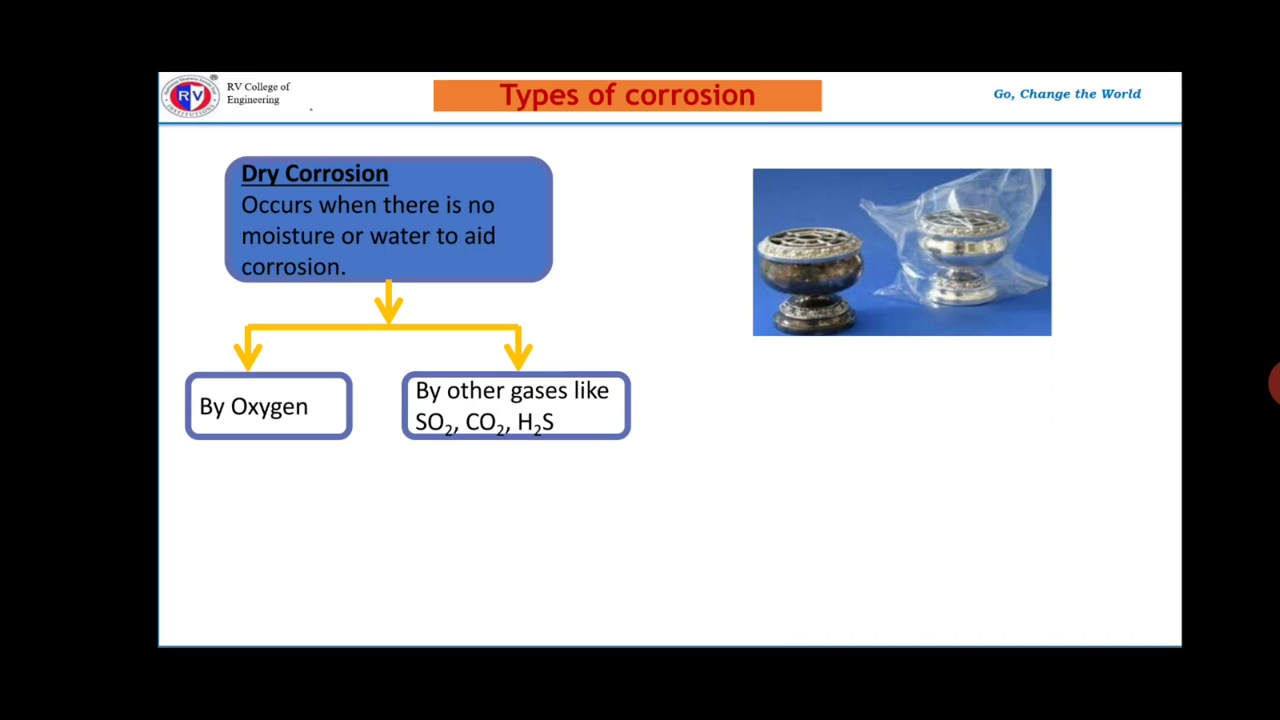 RV College of
Engineering
Types of corrosion
Go, Change the World
RV
Dry Corrosion
Occurs when there is no
moisture or water to aid
corrosion.
By Oxygen
By other gases like
SO₂, CO₂, H₂S